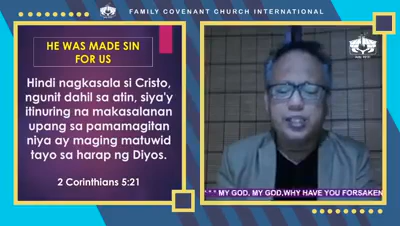 FAMILY COVENANT CHURCH INTERNATIONAL
HE WAS MADE SIN
FOR US
Hindi nagkasala si Cristo,
ngunit dahil sa atin, siya'y
itinuring na makasalanan
upang sa pamamagitan
niya ay maging matuwid
tayo sa harap ng Diyos.
2 Corinthians 5:21
* * * MY GOD, MY GOD,WHY HAVE YOU FORSAKEN